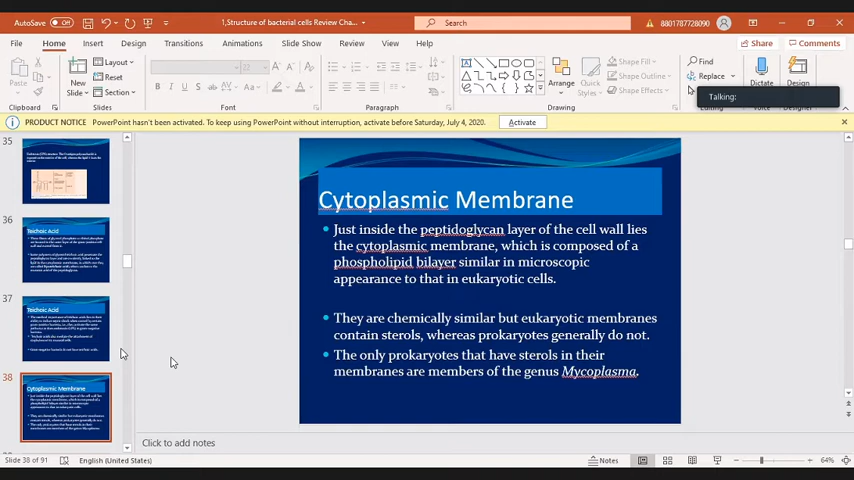 AutoSave Off
1,Structure of bacterial cells Review Cha...
Search
8801787728090
File Home Insert Design Transitions Animations Slide Show Review View Help Share Comments
Paste
New
Slide
Layout
Reset
Section
22
Arrange
Quick
Styles
Shape Fill
Shape Outline
Shape Effects
Find
Replace
Dictate
Design
Talking:
Clipboard Slides Font Paragraph Drawing
PRODUCT NOTICE PowerPoint hasn't been activated. To keep using PowerPoint without interruption, activate before Saturday, July 4, 2020. Activate
35
36
Teichoic Acid
37
Teichoic Acid
38
Cytoplasmic Membrane
Cytoplasmic Membrane
Just inside the peptidoglycan layer of the cell wall lies
the cytoplasmic membrane, which is composed of a
phospholipid bilayer similar in microscopic
appearance to that in eukaryotic cells.
They are chemically similar but eukaryotic membranes
contain sterols, whereas prokaryotes generally do not.
The only prokaryotes that have sterols in their
membranes are members of the genus Mycoplasma.
Click to add notes
Slide 38 of 91 English (United States) Notes 64%